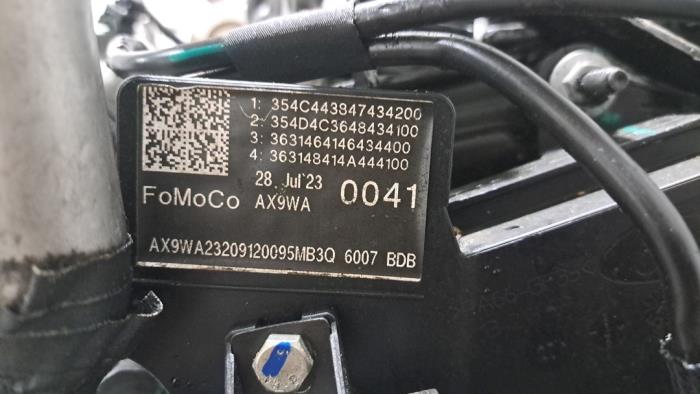 1: 354C443847434200
2: 354D4C3648434100
3: 3631464146434400
4: 363148414A444100
28. Jul'23
0041
FoMoCo AX9WA
AX9WA23209120095MB3Q 6007 BDB